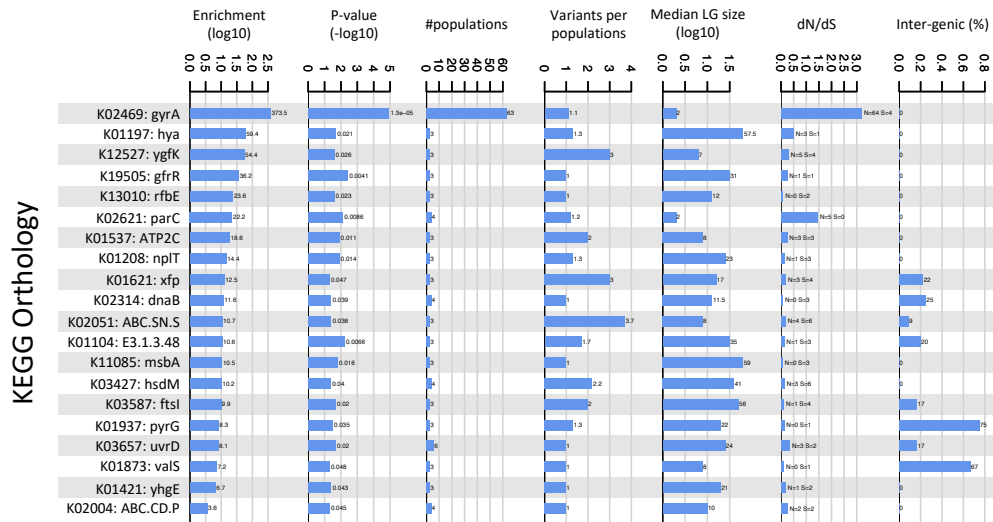 Enrichment (log10)
P-value (-log10)
#populations
Variants per populations
Median LG size (log10)
dN/dS
Inter-genic (%)
0.0 0.5 1.0 1.5 2.0 2.5
0 1 2 3 4 5
0 10 20 30 40 50 60
0 1 2 3 4
0.0 0.5 1.0 1.5
0.0 0.5 1.0 1.5 2.0 2.5 3.0
0.0 0.2 0.4 0.6 0.8
KEGG Orthology
K02469: gyrA 373.5 1.3e-05 63 1.1 2 N=64 S=4 0
K01197: hya 59.4 0.021 3 1.3 57.5 N=3 S=1 0
K12527: ygfK 54.4 0.026 3 3 7 N=5 S=4 0
K19505: gfrR 36.2 0.0041 3 1 31 N=1 S=1 0
K13010: rfbE 23.6 0.023 3 1 12 N=0 S=2 0
K02621: parC 22.2 0.0086 4 1.2 2 N=5 S=0 0
K01537: ATP2C 18.6 0.011 3 2 8 N=3 S=3 0
K01208: nplT 14.4 0.014 3 1.3 23 N=1 S=3 0
K01621: xfp 12.5 0.047 3 3 17 N=3 S=4 22
K02314: dnaB 11.6 0.039 4 1 11.5 N=0 S=3 25
K02051: ABC.SN.S 10.7 0.038 3 3.7 8 N=4 S=6 9
K01104: E3.1.3.48 10.6 0.0066 3 1.7 35 N=1 S=3 20
K11085: msbA 10.5 0.016 3 1 59 N=0 S=3 0
K03427: hsdM 10.2 0.04 4 2.2 41 N=3 S=6 0
K03587: ftsI 9.9 0.02 3 2 56 N=1 S=4 17
K01937: pyrG 8.3 0.035 3 1.3 22 N=0 S=1 75
K03657: uvrD 8.1 0.02 6 1 24 N=3 S=2 17
K01873: valS 7.2 0.048 3 1 8 N=0 S=1 67
K01421: yhgE 6.7 0.043 3 1 21 N=1 S=2 0
K02004: ABC.CD.P 3.6 0.045 4 1 10 N=2 S=2 0